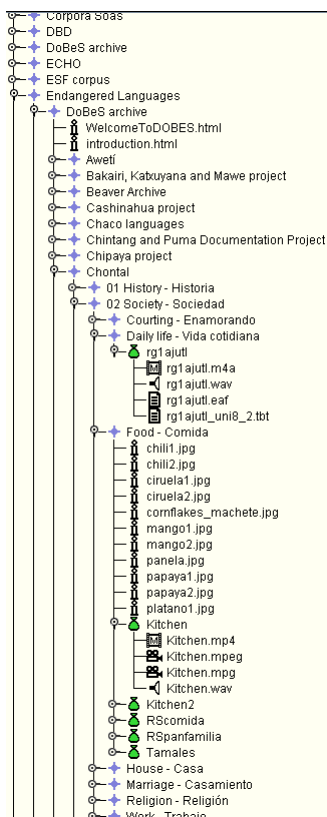 Corpora Soas
DBD
DoBeS archive
ECHO
ESF corpus
Endangered Languages
DoBeS archive
WelcomeToDOBES.html
introduction.html
Awetí
Bakairi, Katxuyana and Mawe project
Beaver Archive
Cashinahua project
Chaco languages
Chintang and Puma Documentation Project
Chipaya project
Chontal
01 History - Historia
02 Society - Sociedad
Courting - Enamorando
Daily life - Vida cotidiana
rg1ajutl
rg1ajutl.m4a
rg1ajutl.wav
rg1ajutl.eaf
rg1ajutl_uni8_2.tbt
Food - Comida
chili1.jpg
chili2.jpg
ciruela1.jpg
ciruela2.jpg
cornflakes_machete.jpg
mango1.jpg
mango2.jpg
panela.jpg
papaya1.jpg
papaya2.jpg
platano1.jpg
Kitchen
Kitchen.mp4
Kitchen.mpeg
Kitchen.mpg
Kitchen.wav
Kitchen2
RScomida
RSpanfamilia
Tamales
House - Casa
Marriage - Casamiento
Religion - Religión
Work - Trabajo